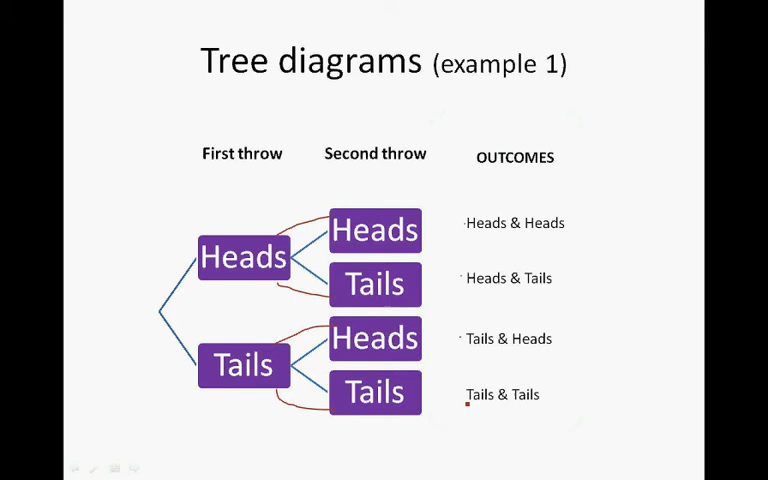 Tree diagrams (example 1)
First throw Second throw OUTCOMES
Heads Heads Heads & Heads
Tails Heads & Tails
Tails Heads Tails & Heads
Tails Tails & Tails